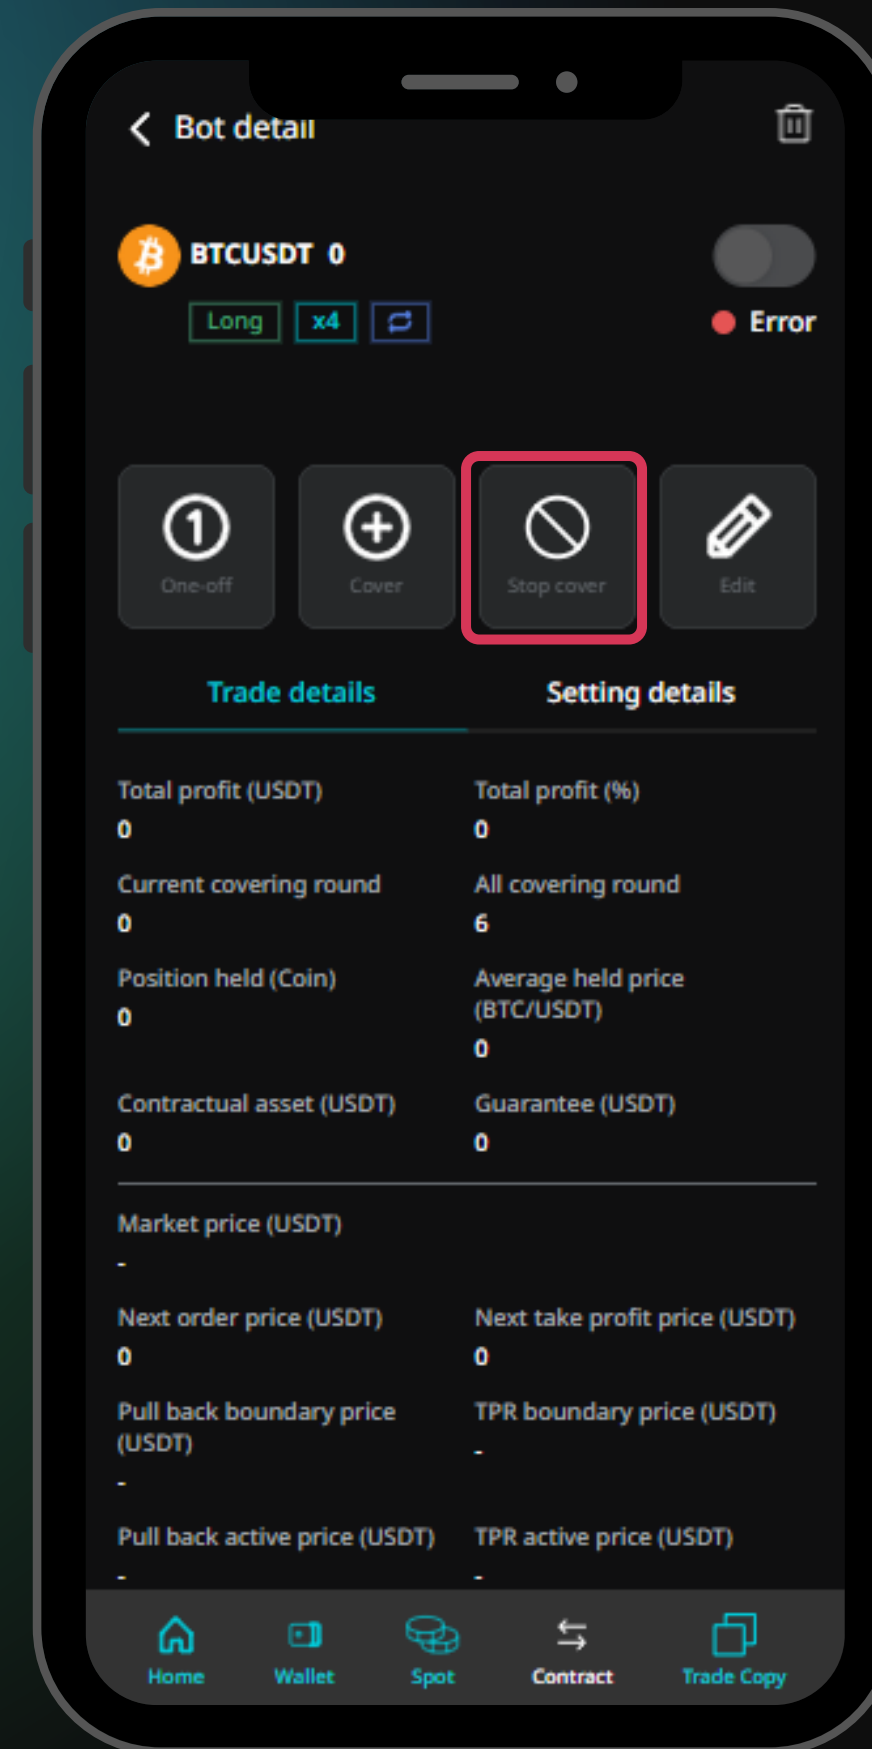 Bot detail
BTCUSDT 0
Long x4
Error
1
One-off Cover Stop cover Edit
Trade details Setting details
Total profit (USDT) Total profit (%)
0 0
Current covering round All covering round
0 6
Position held (Coin) Average held price
(BTC/USDT)
0 0
Contractual asset (USDT) Guarantee (USDT)
0 0
Market price (USDT)
-
Next order price (USDT) Next take profit price (USDT)
0 0
Pull back boundary price TPR boundary price (USDT)
(USDT) -
-
Pull back active price (USDT) TPR active price (USDT)
- -
Home Wallet Spot Contract Trade Copy